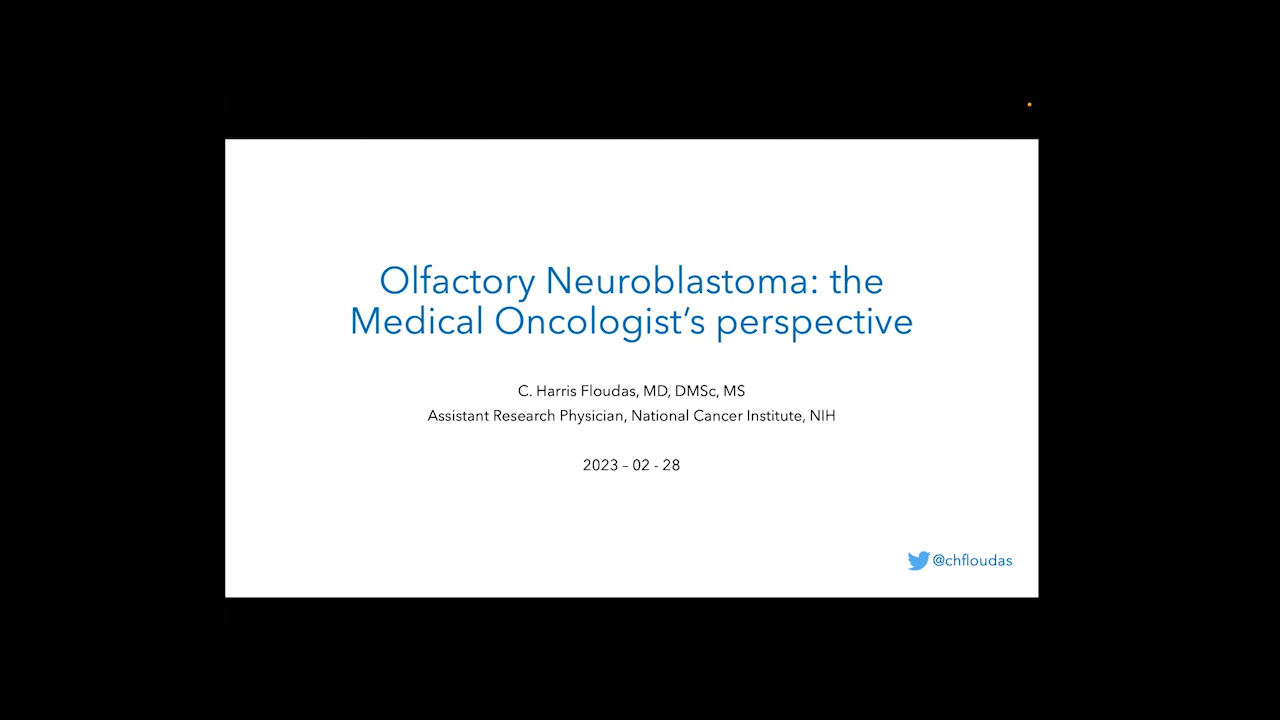 Olfactory Neuroblastoma: the
Medical Oncologist’s perspective
C. Harris Floudas, MD, DMSc, MS
Assistant Research Physician, National Cancer Institute, NIH
2023 – 02 - 28
@chfloudas